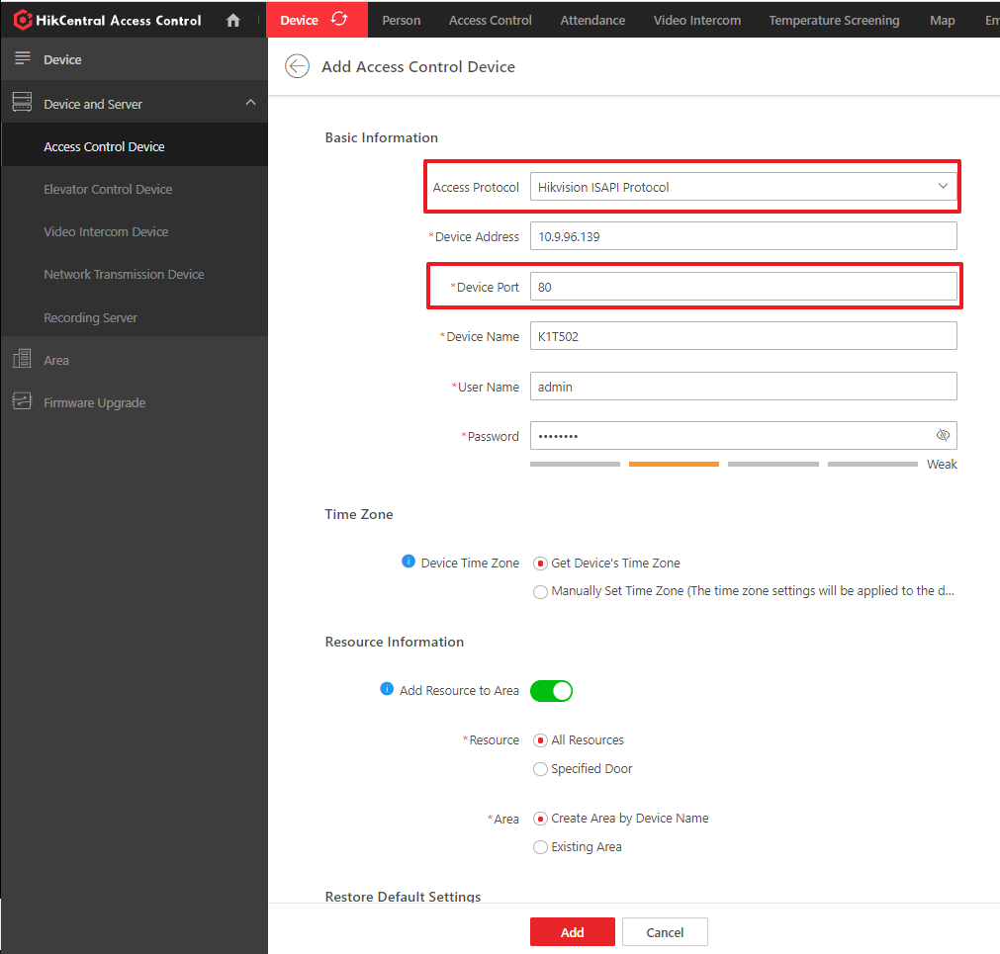 HikCentral Access Control
Device
Person
Access Control
Attendance
Video Intercom
Temperature Screening
Map
Em
Device
Device and Server
Access Control Device
Elevator Control Device
Video Intercom Device
Network Transmission Device
Recording Server
Area
Firmware Upgrade
Add Access Control Device
Basic Information
Access Protocol Hikvision ISAPI Protocol
*Device Address 10.9.96.139
*Device Port 80
*Device Name K1T502
*User Name admin
*Password ••••••••
Weak
Time Zone
Device Time Zone Get Device's Time Zone
Manually Set Time Zone (The time zone settings will be applied to the d...
Resource Information
Add Resource to Area
*Resource All Resources
Specified Door
*Area Create Area by Device Name
Existing Area
Restore Default Settings
Add Cancel